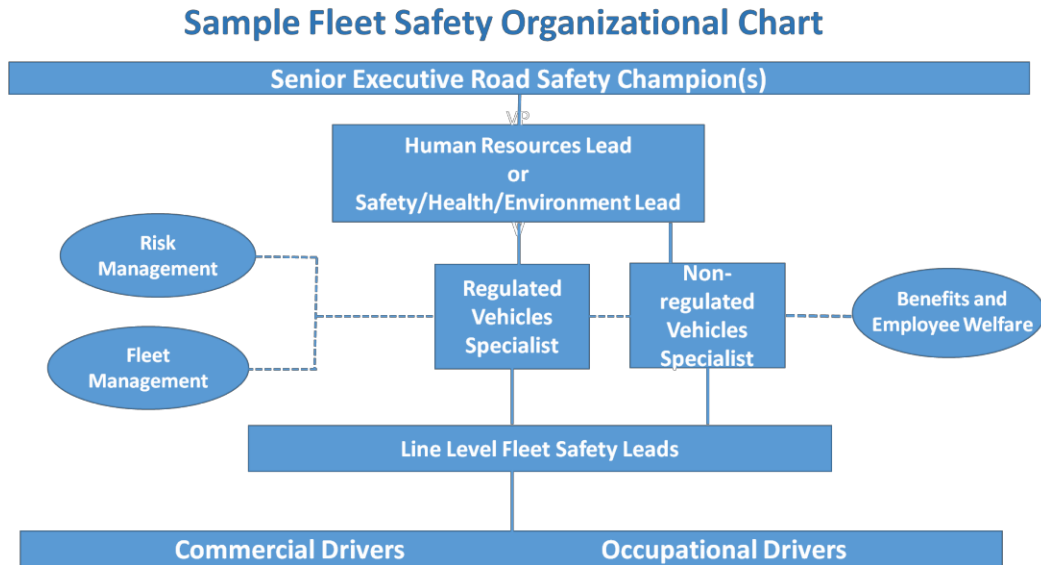 Sample Fleet Safety Organizational Chart
Senior Executive Road Safety Champion(s)
VP
Human Resources Lead
or
Safety/Health/Environment Lead
V
Risk
Management
Fleet
Management
Regulated
Vehicles
Specialist
Non-
regulated
Vehicles
Specialist
Benefits and
Employee Welfare
Line Level Fleet Safety Leads
Commercial Drivers
Occupational Drivers